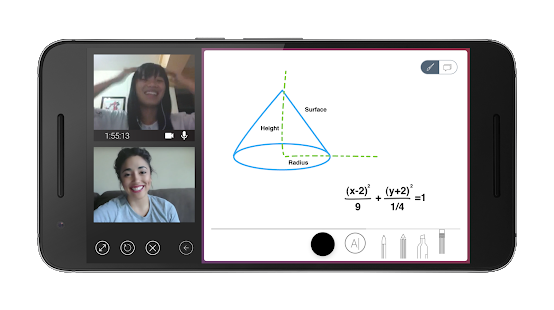 1:55:13
Surface
Height
Radius
(x-2)² / 9 + (y+2)² / 1/4 =1
A